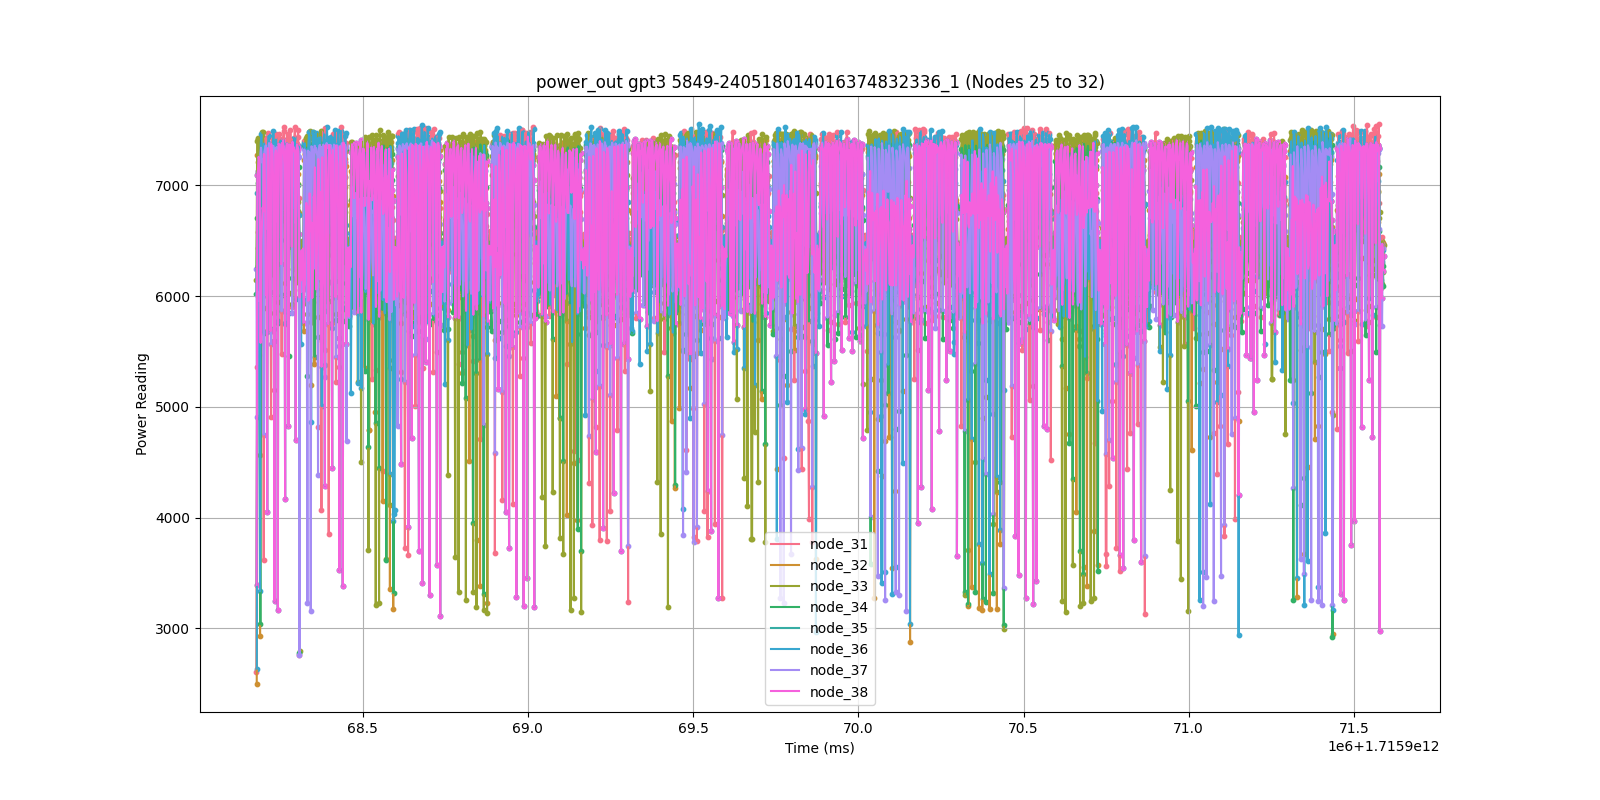 power_out gpt3 5849-240518014016374832336_1 (Nodes 25 to 32)
Power Reading
7000
6000
5000
4000
3000
node_31
node_32
node_33
node_34
node_35
node_36
node_37
node_38
68.5 69.0 69.5 70.0 70.5 71.0 71.5
Time (ms)
1e6+1.7159e12